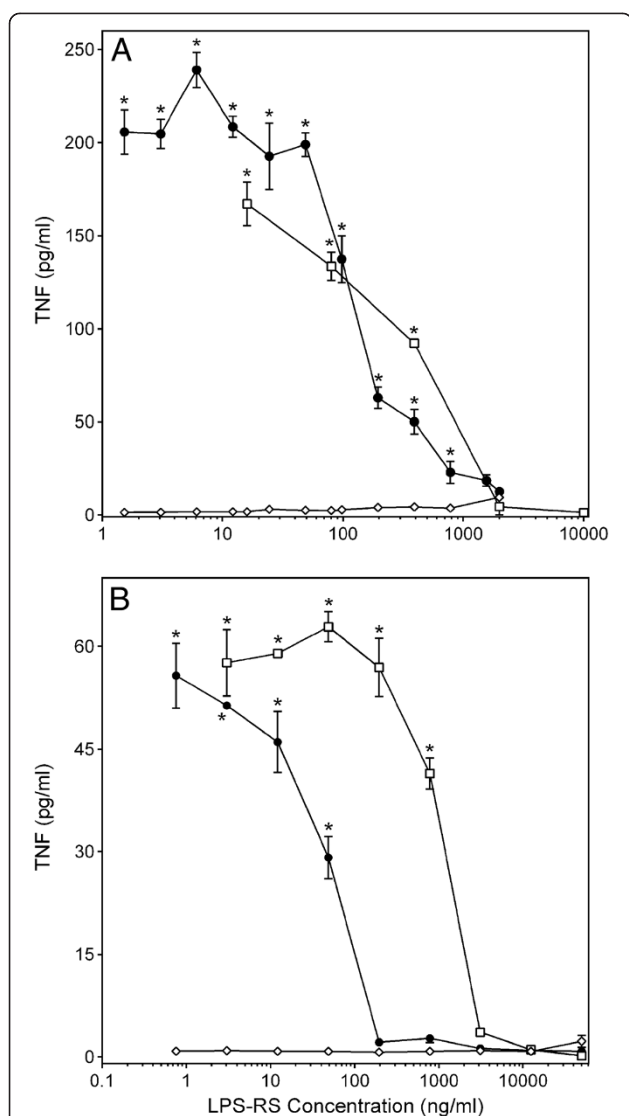 A
TNF (pg/ml)
250
200
150
100
50
0
* * * * * * * * * * * * *
1 10 100 1000 10000
B
TNF (pg/ml)
60
45
30
15
0
* * * * * * * * *
0.1 1 10 100 1000 10000
LPS-RS Concentration (ng/ml)